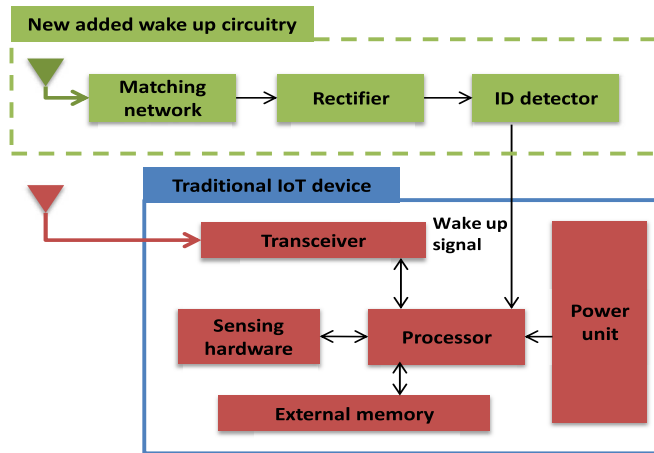 New added wake up circuitry
Matching
network
Rectifier
ID detector
Traditional IoT device
Transceiver
Wake up
signal
Sensing
hardware
Processor
Power
unit
External memory